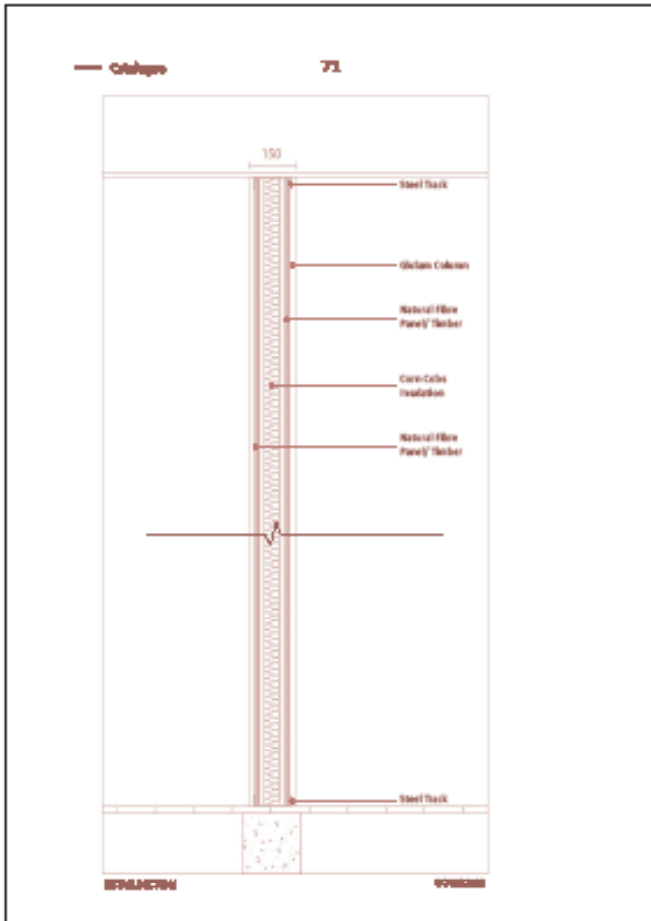 Catalogue
71
150
Steel Track
Glulam Column
Natural Fibre
Panel/ Timber
Corn Cobs
Insulation
Natural Fibre
Panel/ Timber
Steel Track